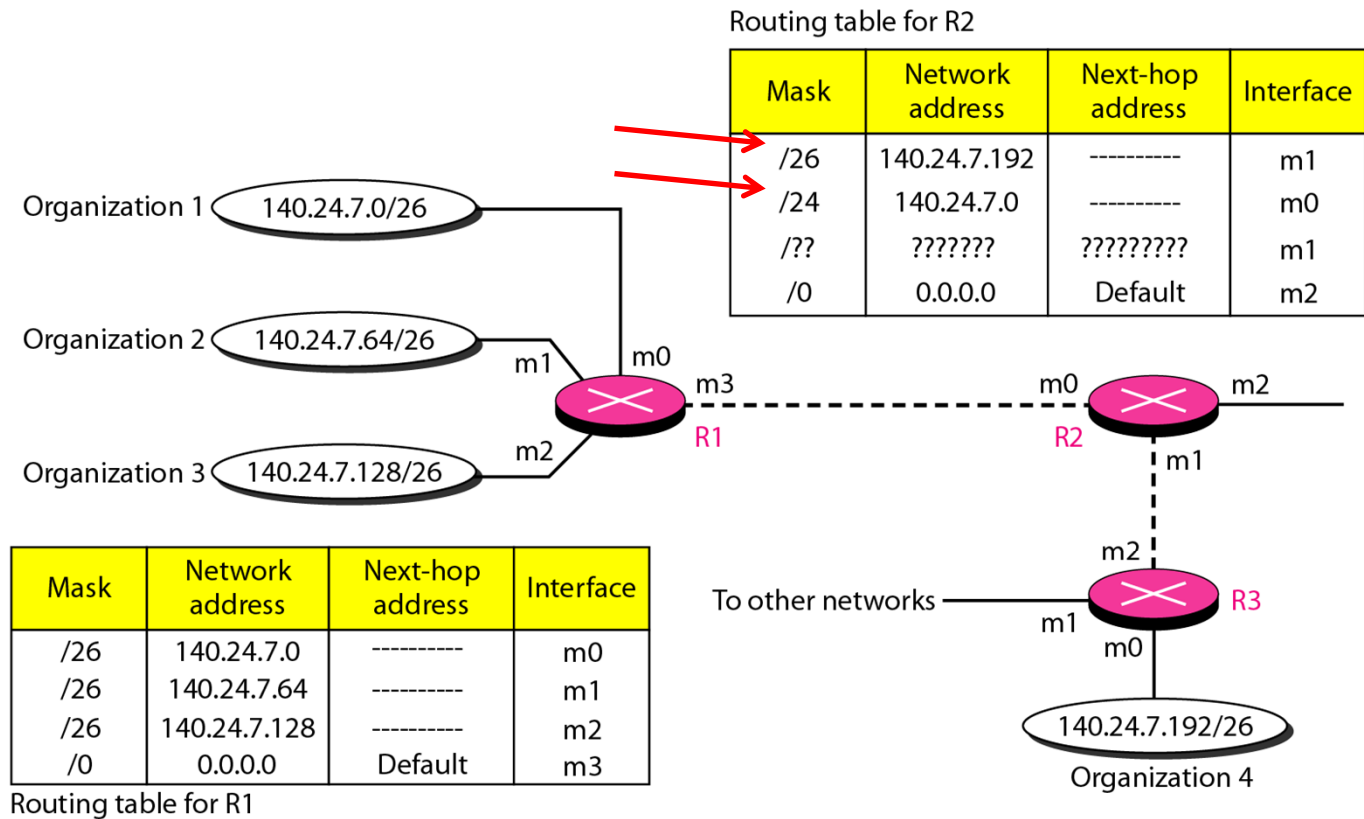 Routing table for R2
Mask Network address Next-hop address Interface
/26 140.24.7.192 ---------- m1
/24 140.24.7.0 ---------- m0
/?? ??????? ????????? m1
/0 0.0.0.0 Default m2
Organization 1 140.24.7.0/26
Organization 2 140.24.7.64/26
Organization 3 140.24.7.128/26
m1 m0
m2
m3
R1
m0
R2
m2
m1
m2
To other networks
R3
m1
m0
140.24.7.192/26
Organization 4
Mask Network address Next-hop address Interface
/26 140.24.7.0 ---------- m0
/26 140.24.7.64 ---------- m1
/26 140.24.7.128 ---------- m2
/0 0.0.0.0 Default m3
Routing table for R1